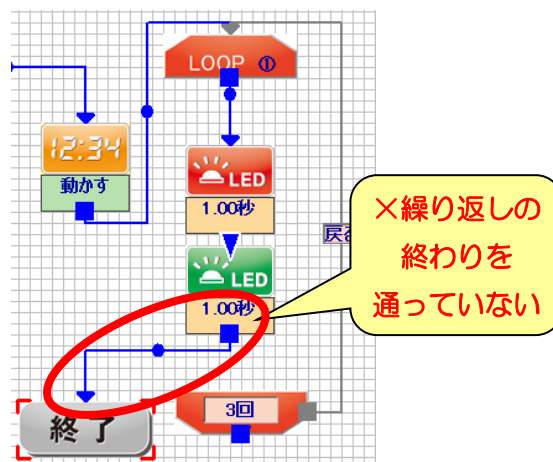 LOOP ①
12:34
動かす
LED
1.00秒
戻る
LED
1.00秒
×繰り返しの
終わりを
通っていない
終了
3回